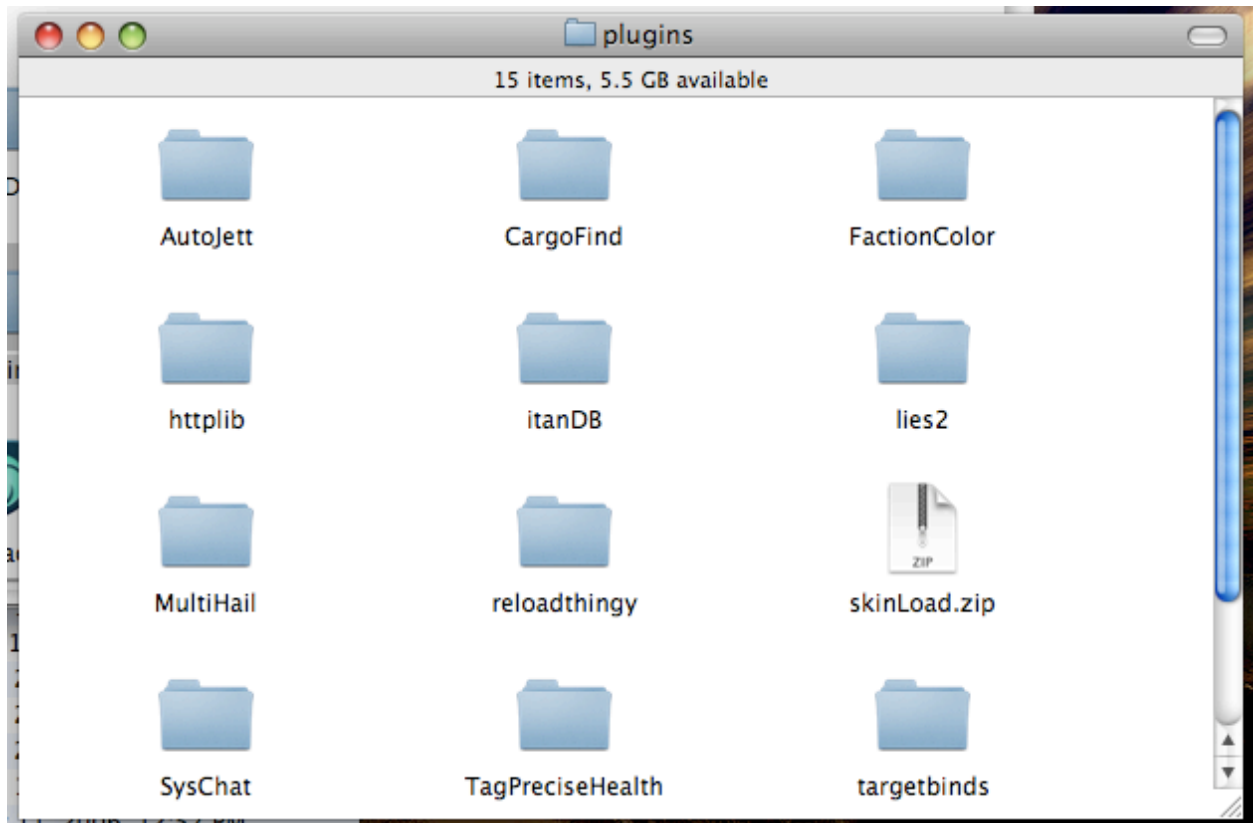 plugins
15 items, 5.5 GB available
AutoJett
CargoFind
FactionColor
httplib
itanDB
lies2
MultiHail
reloadthingy
ZIP
skinLoad.zip
SysChat
TagPreciseHealth
targetbinds